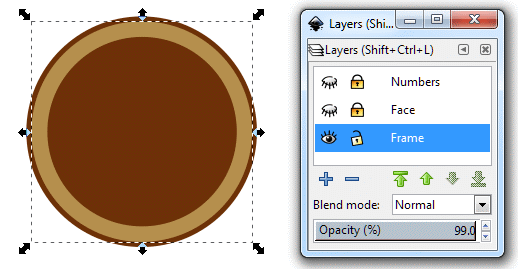 Layers (Shi...
Layers (Shift+Ctrl+L)
Numbers
Face
Frame
Blend mode: Normal
Opacity (%) 99.0